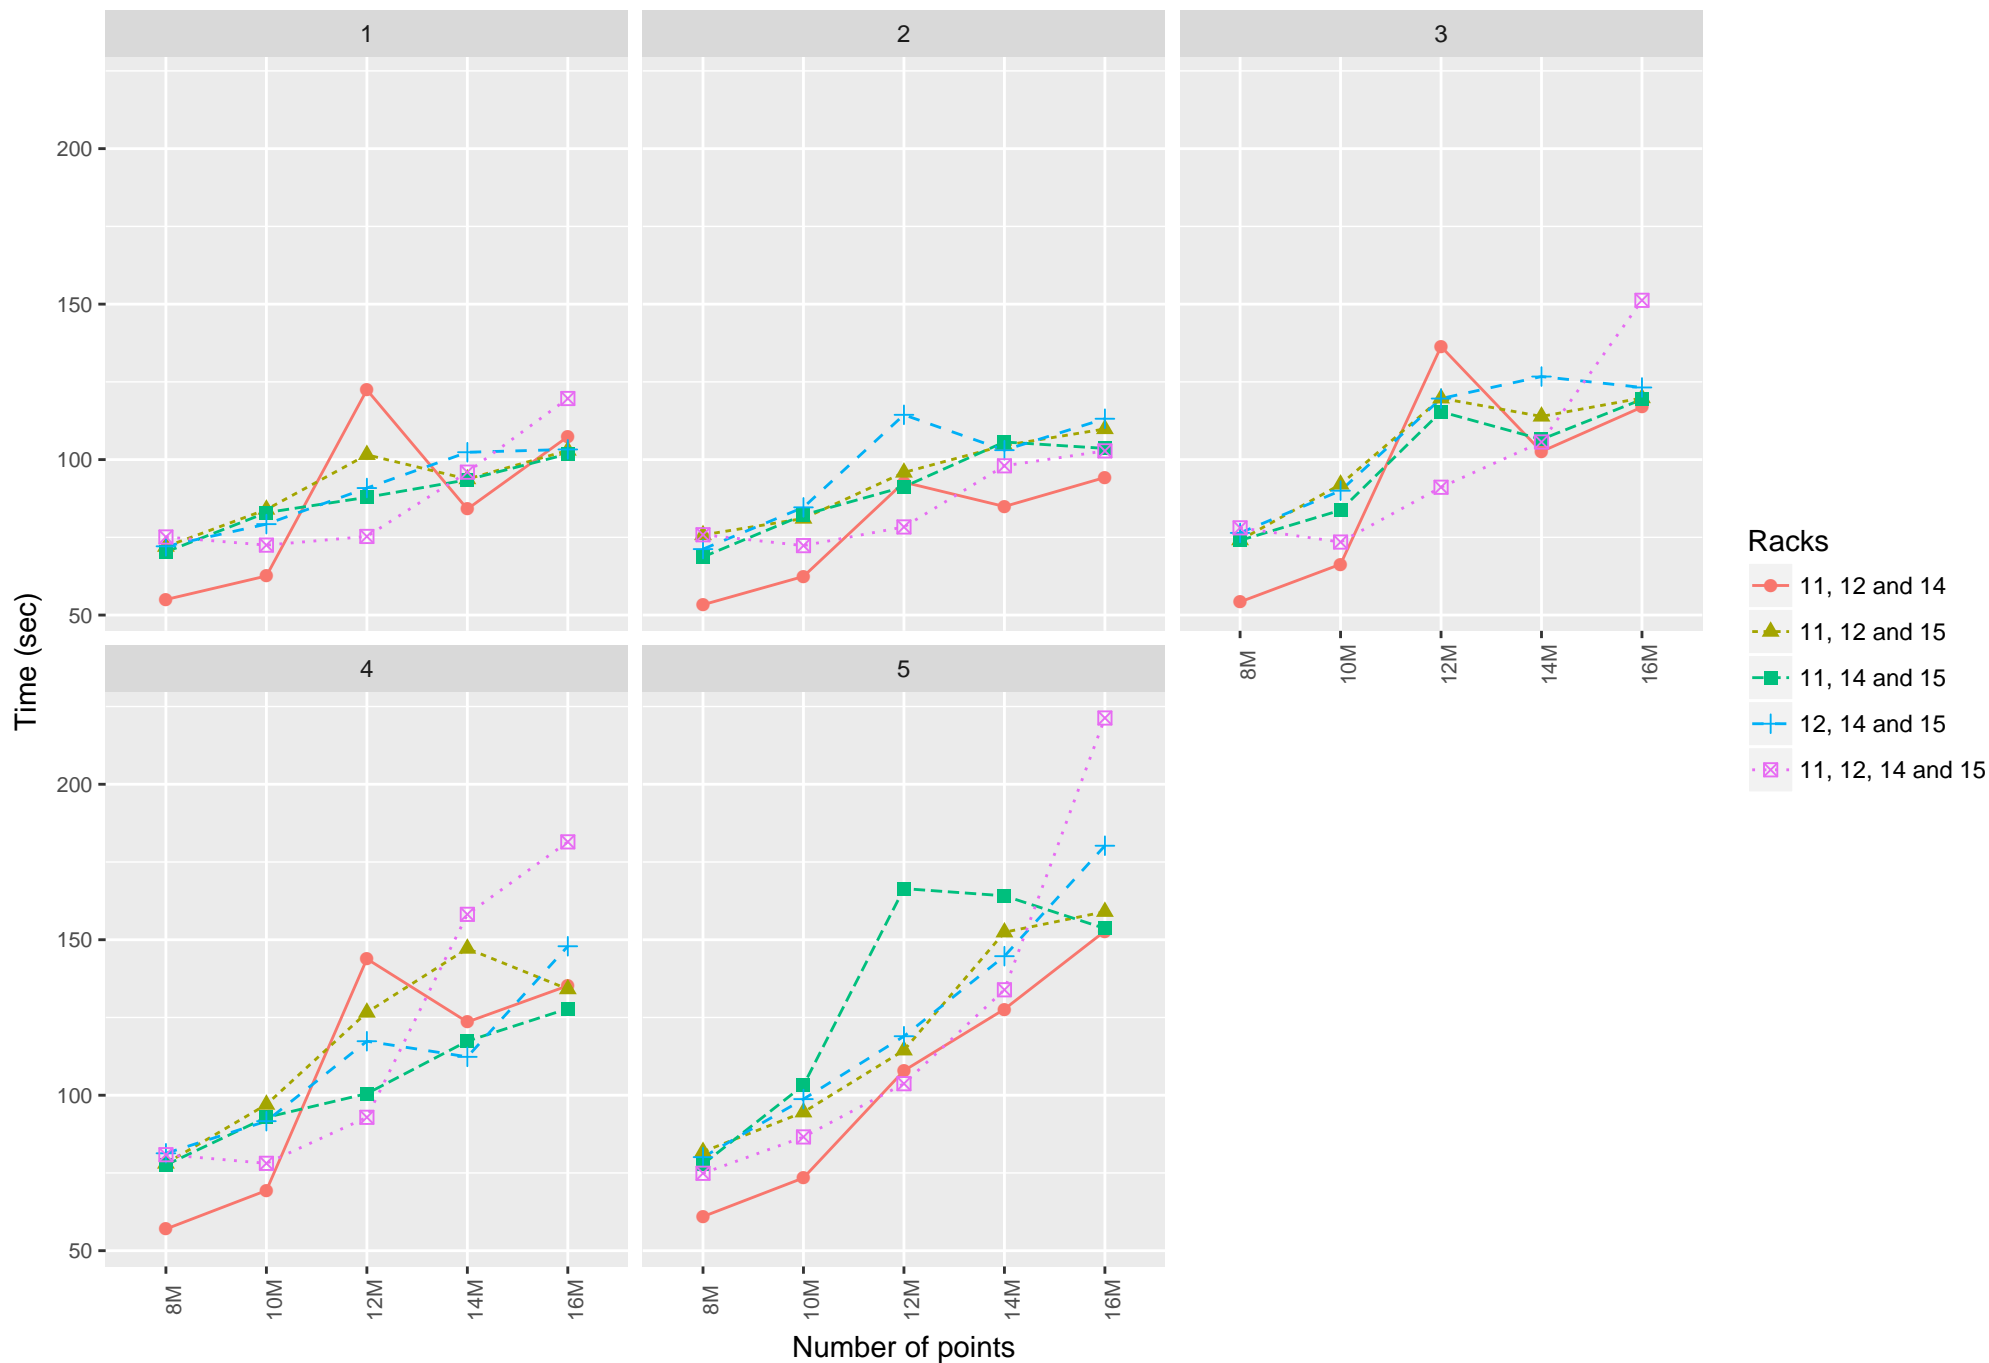 1
2
3
200
150
100
50
8M
10M
12M
14M
16M
4
5
200
150
100
50
8M
10M
12M
14M
16M
8M
10M
12M
14M
16M
Time (sec)
Number of points
Racks
11, 12 and 14
11, 12 and 15
11, 14 and 15
12, 14 and 15
11, 12, 14 and 15